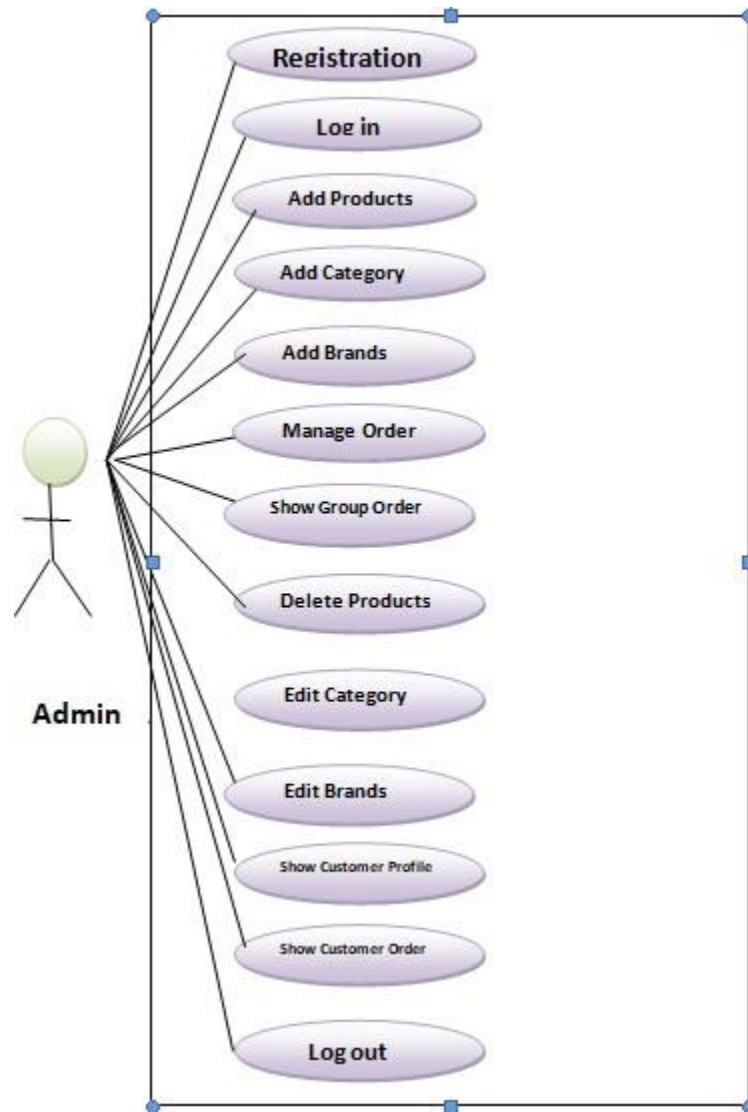 Registration
Log in
Add Products
Add Category
Add Brands
Manage Order
Show Group Order
Delete Products
Edit Category
Admin
Edit Brands
Show Customer Profile
Show Customer Order
Log out